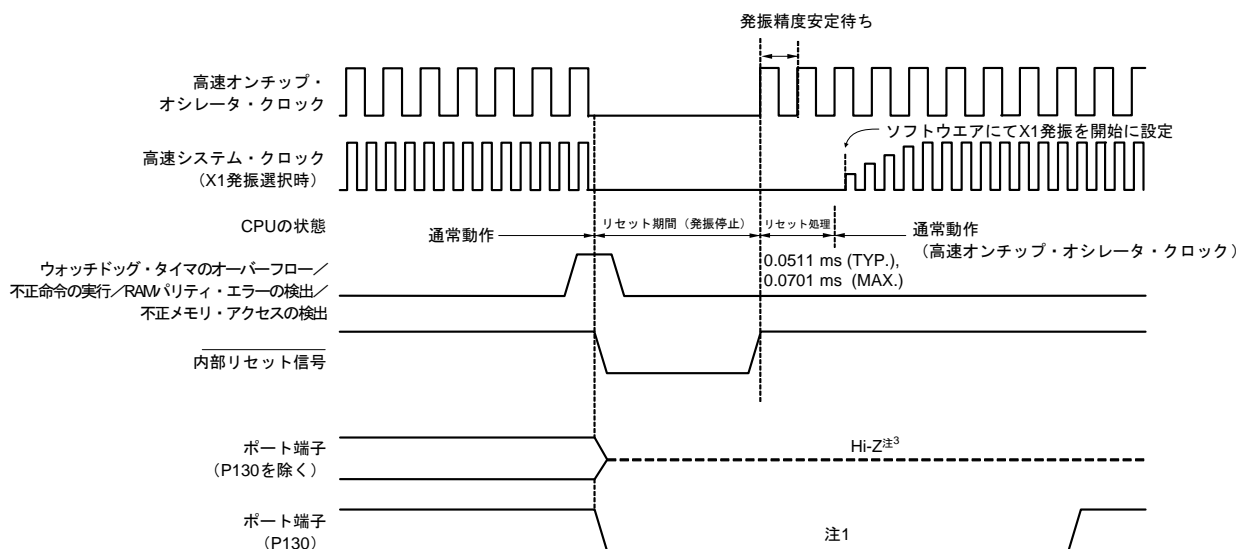 発振精度安定待ち
高速オンチップ・
オシレータ・クロック
ソフトウエアにてX1発振を開始に設定
高速システム・クロック
(X1発振選択時)
CPUの状態
通常動作
リセット期間（発振停止）
リセット処理
通常動作
(高速オンチップ・オシレータ・クロック)
0.0511 ms (TYP.),
0.0701 ms (MAX.)
ウォッチドッグ・タイマのオーバーフロー／
不正命令の実行／RAMパリティ・エラーの検出／
不正メモリ・アクセスの検出
内部リセット信号
ポート端子
(P130を除く)
Hi-Z注3
ポート端子
(P130)
注1